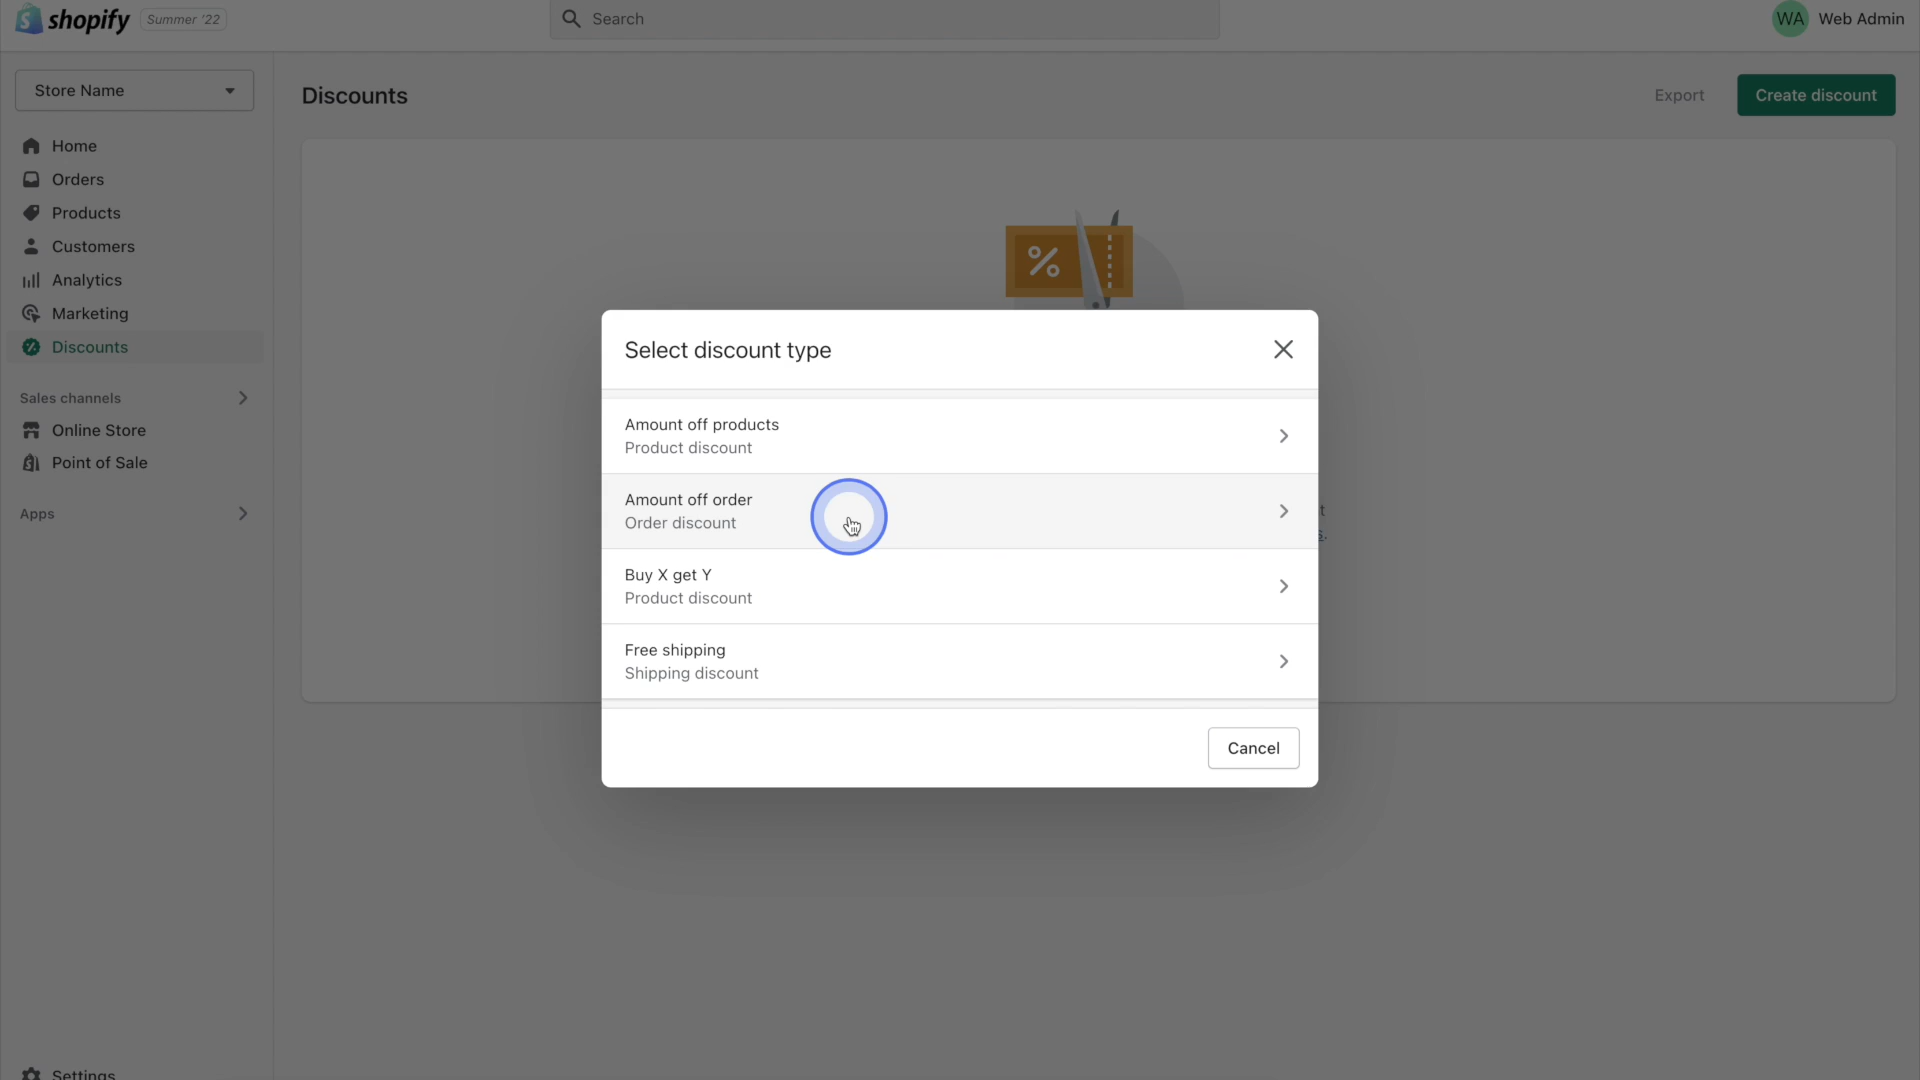 shopify
Summer '22
Search
WA
Web Admin
Store Name
Discounts
Export
Create discount
Home
Orders
Products
Customers
Analytics
Marketing
Discounts
Sales channels
Online Store
Point of Sale
Apps
Settings
%
Select discount type
Amount off products
Product discount
Amount off order
Order discount
Buy X get Y
Product discount
Free shipping
Shipping discount
Cancel
t
s.